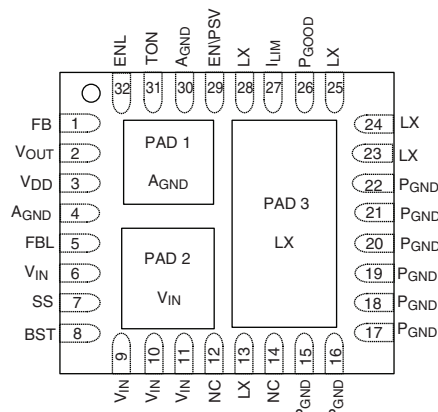 ENL TON AGND EN\PSV LX ILIM PGOOD LX
32 31 30 29 28 27 26 25
FB 1
VOUT 2
VDD 3
AGND 4
FBL 5
VIN 6
SS 7
BST 8
PAD 1
AGND
PAD 2
VIN
PAD 3
LX
24 LX
23 LX
22 PGND
21 PGND
20 PGND
19 PGND
18 PGND
17 PGND
9 10 11 12 13 14 15 16
VIN VIN VIN NC LX NC PGND PGND